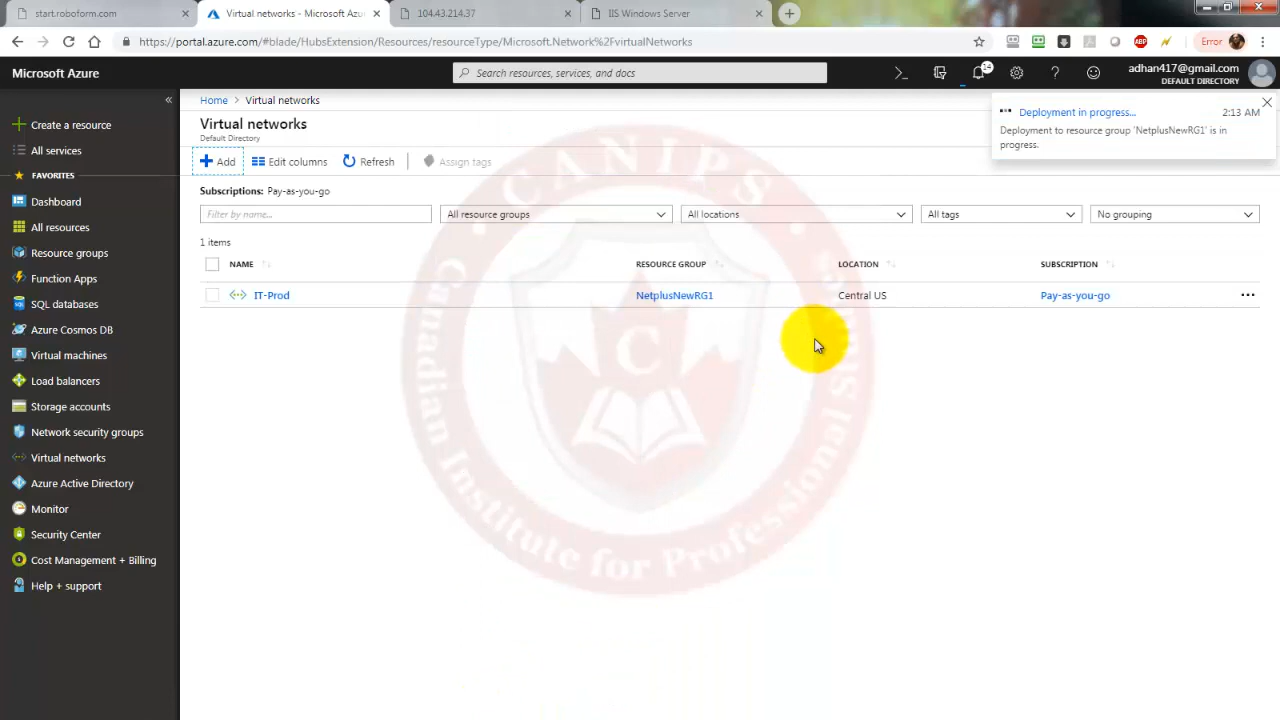 start.roboform.com
Virtual networks - Microsoft Azu
104.43.214.37
IIS Windows Server
https://portal.azure.com/#blade/HubsExtension/Resources/resourceType/Microsoft.Network%2FvirtualNetworks
ABP
Error
Microsoft Azure
Search resources, services, and docs
14
adhan417@gmail.com
DEFAULT DIRECTORY
Create a resource
All services
FAVORITES
Dashboard
All resources
Resource groups
Function Apps
SQL databases
Azure Cosmos DB
Virtual machines
Load balancers
Storage accounts
Network security groups
Virtual networks
Azure Active Directory
Monitor
Security Center
Cost Management + Billing
Help + support
Home > Virtual networks
Virtual networks
Default Directory
Add
Edit columns
Refresh
Assign tags
Subscriptions: Pay-as-you-go
Filter by name...
All resource groups
All locations
All tags
No grouping
1 items
NAME
RESOURCE GROUP
LOCATION
SUBSCRIPTION
IT-Prod
NetplusNewRG1
Central US
Pay-as-you-go
Deployment in progress...
2:13 AM
Deployment to resource group 'NetplusNewRG1' is in
progress.
CANIPS
C
Canadian Institute for Professional